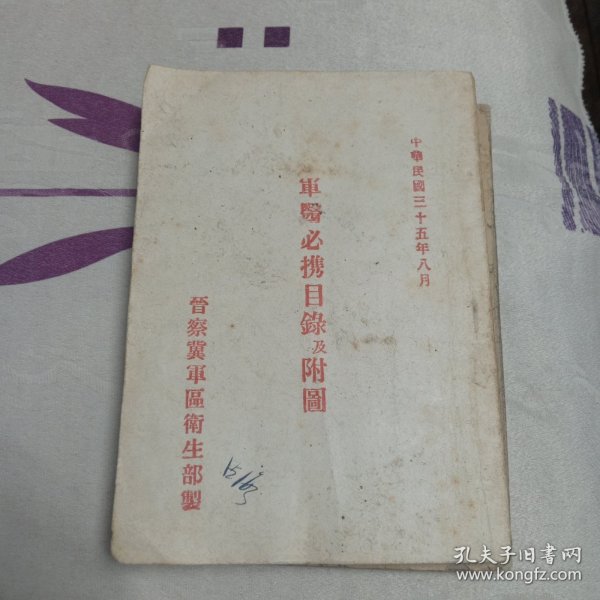 中華民國三十五年八月
軍醫必携目錄及附圖
晉察冀軍區衛生部製
孔夫子旧书网
www.kongfz.com